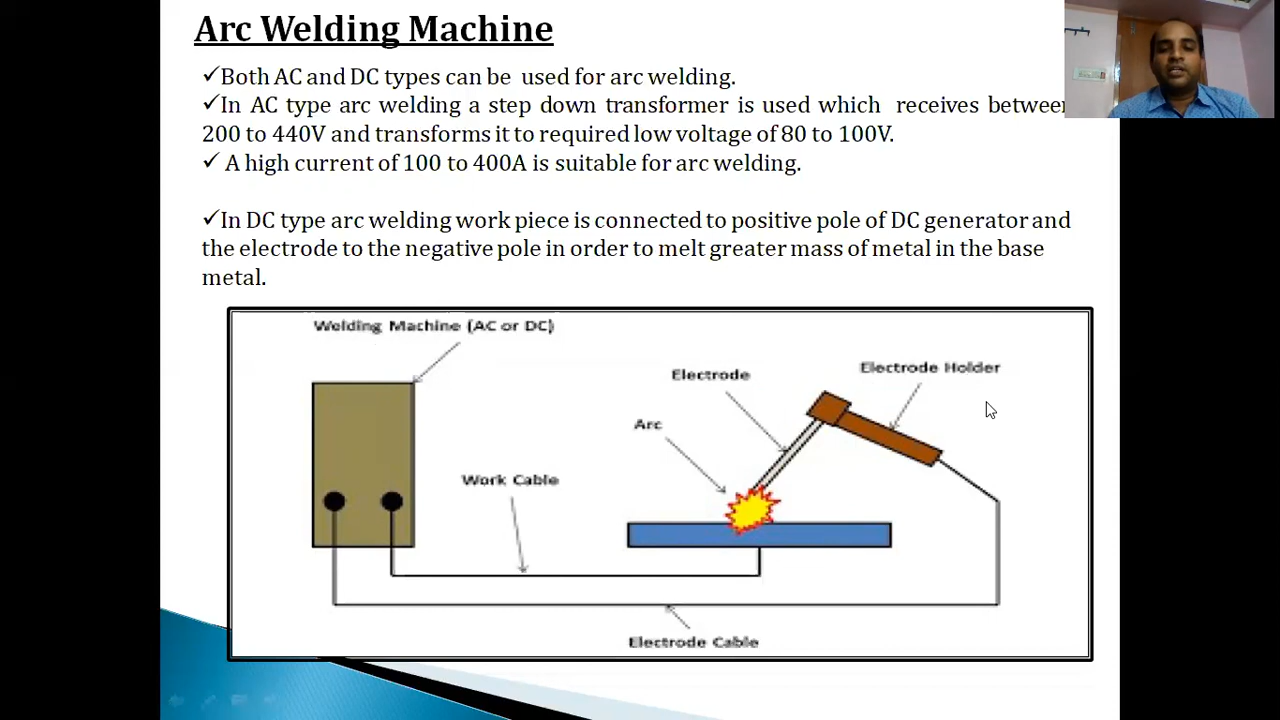 Arc Welding Machine
✓Both AC and DC types can be used for arc welding.
✓In AC type arc welding a step down transformer is used which receives between
200 to 440V and transforms it to required low voltage of 80 to 100V.
✓ A high current of 100 to 400A is suitable for arc welding.
✓In DC type arc welding work piece is connected to positive pole of DC generator and
the electrode to the negative pole in order to melt greater mass of metal in the base
metal.
Welding Machine (AC or DC)
Electrode Holder
Electrode
Arc
Work Cable
Electrode Cable